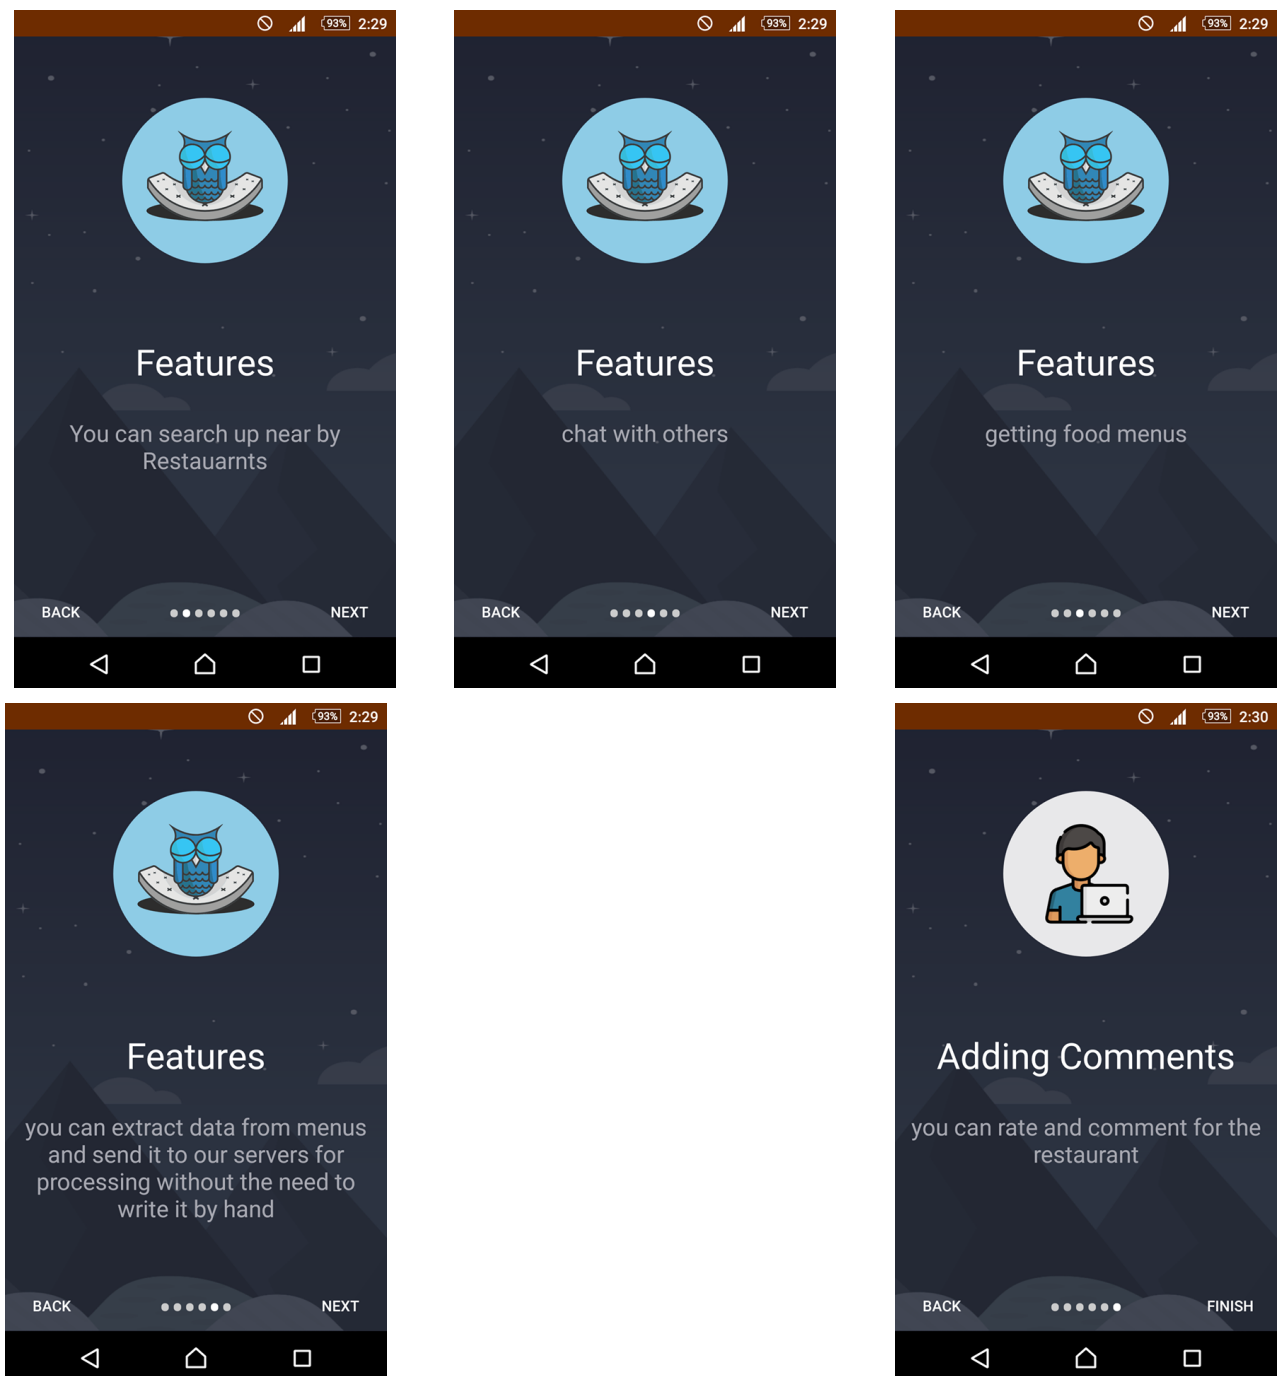 93% 2:29
Features
You can search up near by
Restauarnts
BACK
NEXT
93% 2:29
Features
chat with others
BACK
NEXT
93% 2:29
Features
getting food menus
BACK
NEXT
93% 2:29
Features
you can extract data from menus
and send it to our servers for
processing without the need to
write it by hand
BACK
NEXT
93% 2:30
Adding Comments
you can rate and comment for the
restaurant
BACK
FINISH